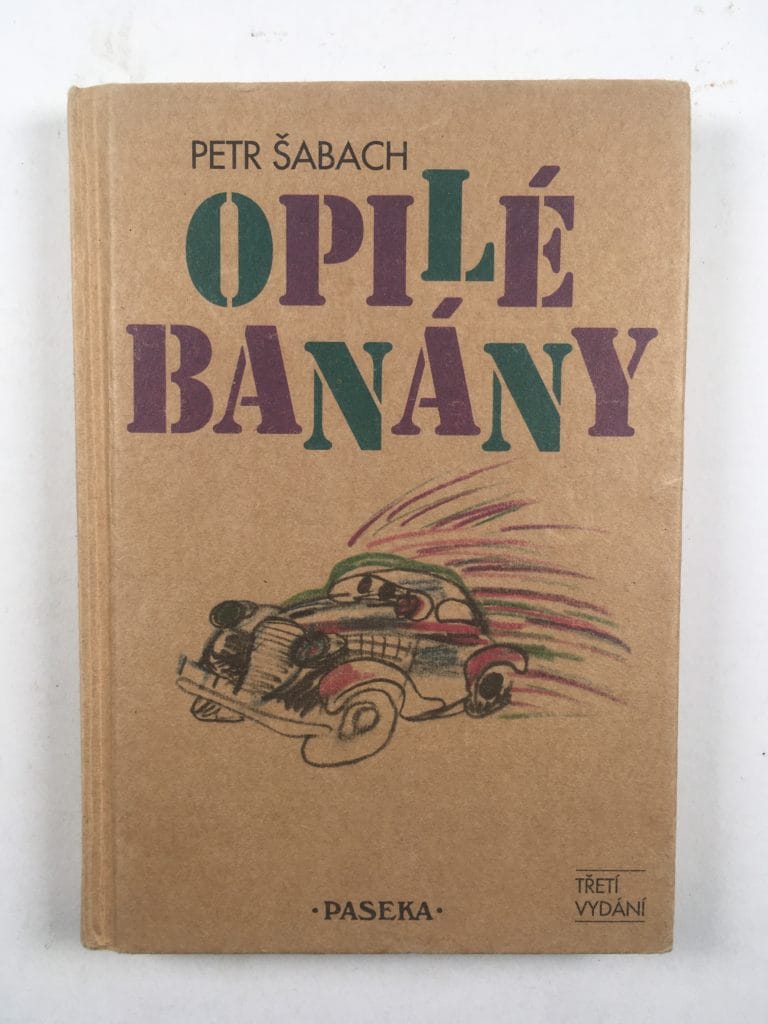 PETR ŠABACH
OPILÉ
BANÁNY
·PASEKA·
TŘETÍ
VYDÁNÍ